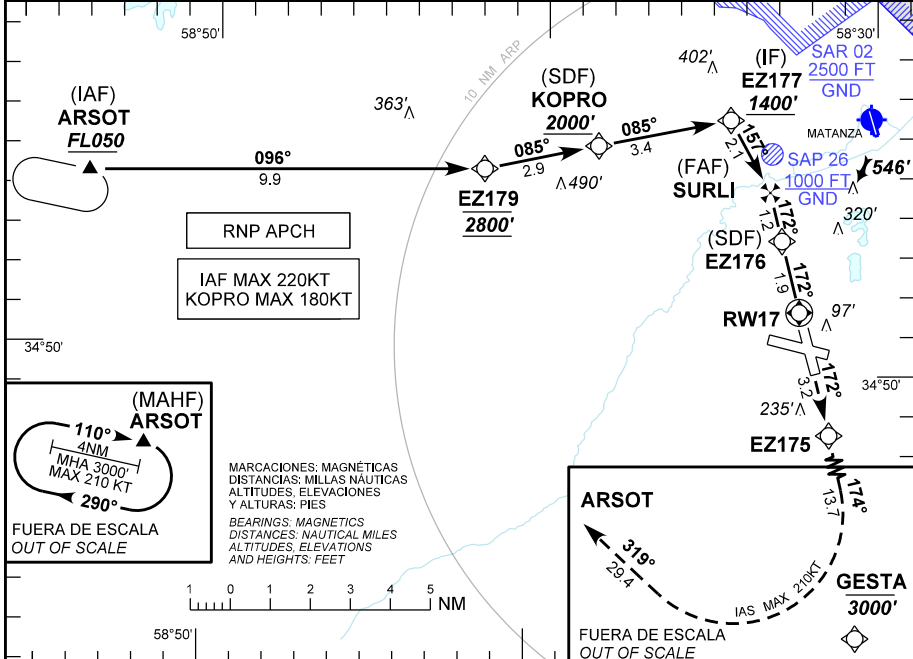 58°50'
58°30'
SAR 02
2500 FT
GND
402'
(IF)
EZ177
1400'
10 NM ARP
(SDF)
KOPRO
2000'
363'
(IAF)
ARSOT
FL050
MATANZA
085°
3.4
157°
2.1
085°
2.9
096°
9.9
490'
(FAF)
SURLI
SAP 26
1000 FT
GND
546'
EZ179
2800'
320'
172°
1.2
(SDF)
EZ176
RNP APCH
IAF MAX 220KT
KOPRO MAX 180KT
172°
1.9
RW17
97'
34°50'
34°50'
172°
3.2
235'
EZ175
(MAHF)
ARSOT
110°
4NM
MHA 3000'
MAX 210 KT
290°
FUERA DE ESCALA
OUT OF SCALE
MARCACIONES: MAGNÉTICAS
DISTANCIAS: MILLAS NÁUTICAS
ALTITUDES, ELEVACIONES
Y ALTURAS: PIES
BEARINGS: MAGNETICS
DISTANCES: NAUTICAL MILES
ALTITUDES, ELEVATIONS
AND HEIGHTS: FEET
1 0 1 2 3 4 5 NM
ARSOT
174°
13.7
319°
29.4
IAS MAX 210KT
GESTA
3000'
FUERA DE ESCALA
OUT OF SCALE
58°50'